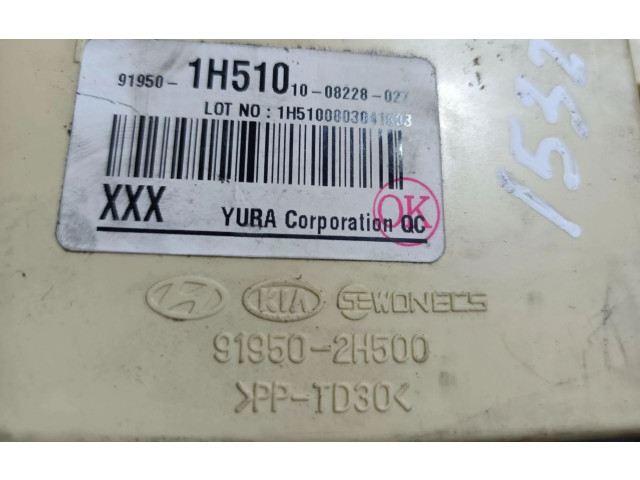 91950- 1H510 10-08228-027
LOT NO : 1H5100803041
XXX YURA Corporation QC
OK
KIA SEWONECS
91950-2H500
>PP-TD30<
1532